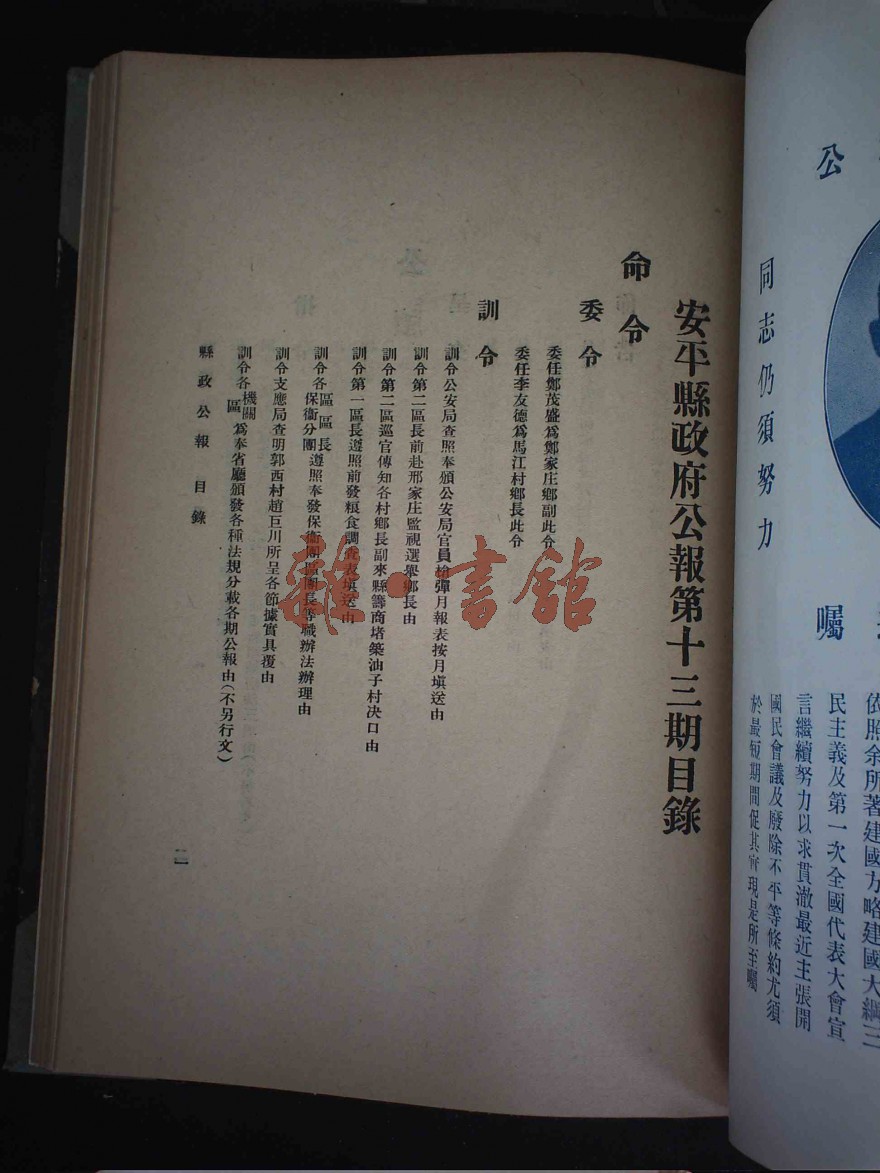 公
同志仍須努力
囑
依照余所著建國方略建國大綱三
民主義及第一次全國代表大會宣
言繼續努力以求貫澈最近主張開
國民會議及廢除不平等條約尤須
於最短期間促其實現是所至囑
安平縣政府公報第十三期目錄
命令
委令
委任鄭茂盛爲鄭家庄鄉副此令
委任李友德爲馬江村鄉長此令
訓令
訓令公安局查照奉頒公安局官員槍彈月報表按月塡送由
訓令第二區長前赴邢家庄監視選舉鄉長由
訓令第二區巡官傳知各村鄉長副來縣籌商堵築油子村决口由
訓令第一區長遵照前發粮食調查表塡送由
訓令各區區長保衞分團遵照奉發保衞團區團長等職辦法辦理由
訓令支應局查明郭西村趙巨川所呈各節據實具覆由
訓令各機關區爲奉省廳頒發各種法規分載各期公報由(不另行文)
縣政公報 目錄
二
雜·書館